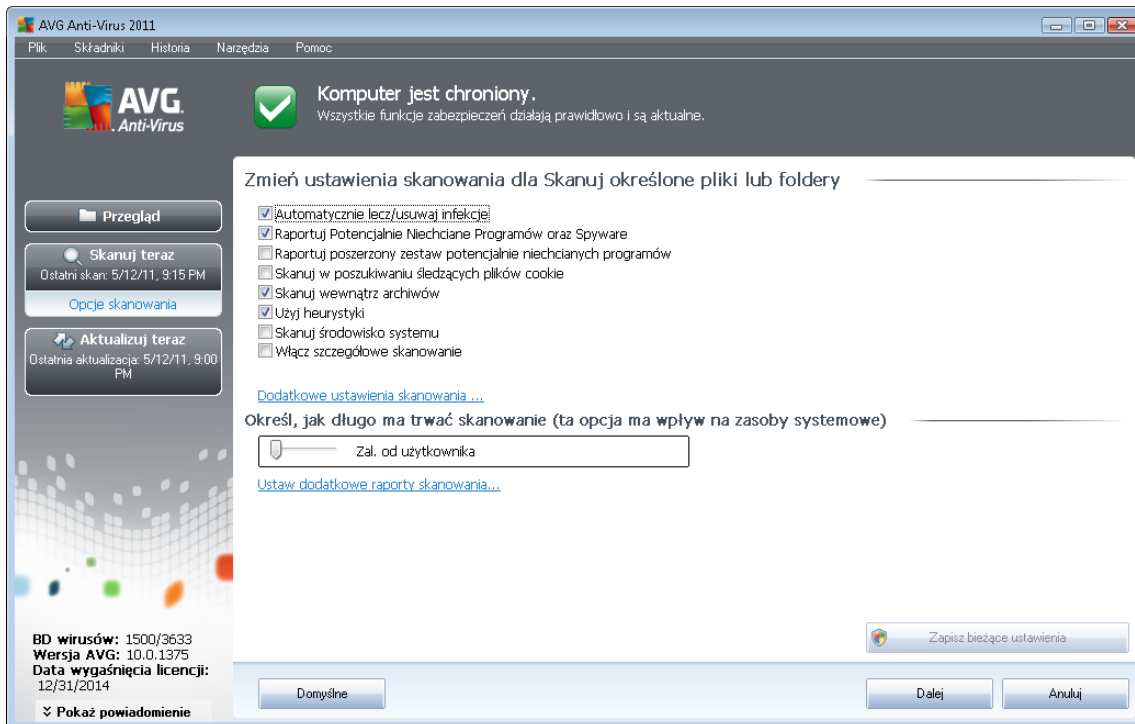 AVG Anti-Virus 2011
Plik Składniki Historia Narzędzia Pomoc
AVG.
Anti-Virus
Komputer jest chroniony.
Wszystkie funkcje zabezpieczeń działają prawidłowo i są aktualne.
Przegląd
Skanuj teraz
Ostatni skan: 5/12/11, 9:15 PM
Opcje skanowania
Aktualizuj teraz
Ostatnia aktualizacja: 5/12/11, 9:00
PM
Zmień ustawienia skanowania dla Skanuj określone pliki lub foldery
Automatycznie lecz/usuwaj infekcje
Raportuj Potencjalnie Niechciane Programów oraz Spyware
Raportuj poszerzony zestaw potencjalnie niechcianych programów
Skanuj w poszukiwaniu śledzących plików cookie
Skanuj wewnątrz archiwów
Użyj heurystyki
Skanuj środowisko systemu
Włącz szczegółowe skanowanie
Dodatkowe ustawienia skanowania ...
Określ, jak długo ma trwać skanowanie (ta opcja ma wpływ na zasoby systemowe)
Zal. od użytkownika
Ustaw dodatkowe raporty skanowania...
BD wirusów: 1500/3633
Wersja AVG: 10.0.1375
Data wygaśnięcia licencji:
12/31/2014
Pokaż powiadomienie
Zapisz bieżące ustawienia
Domyślne
Dalej
Anuluj